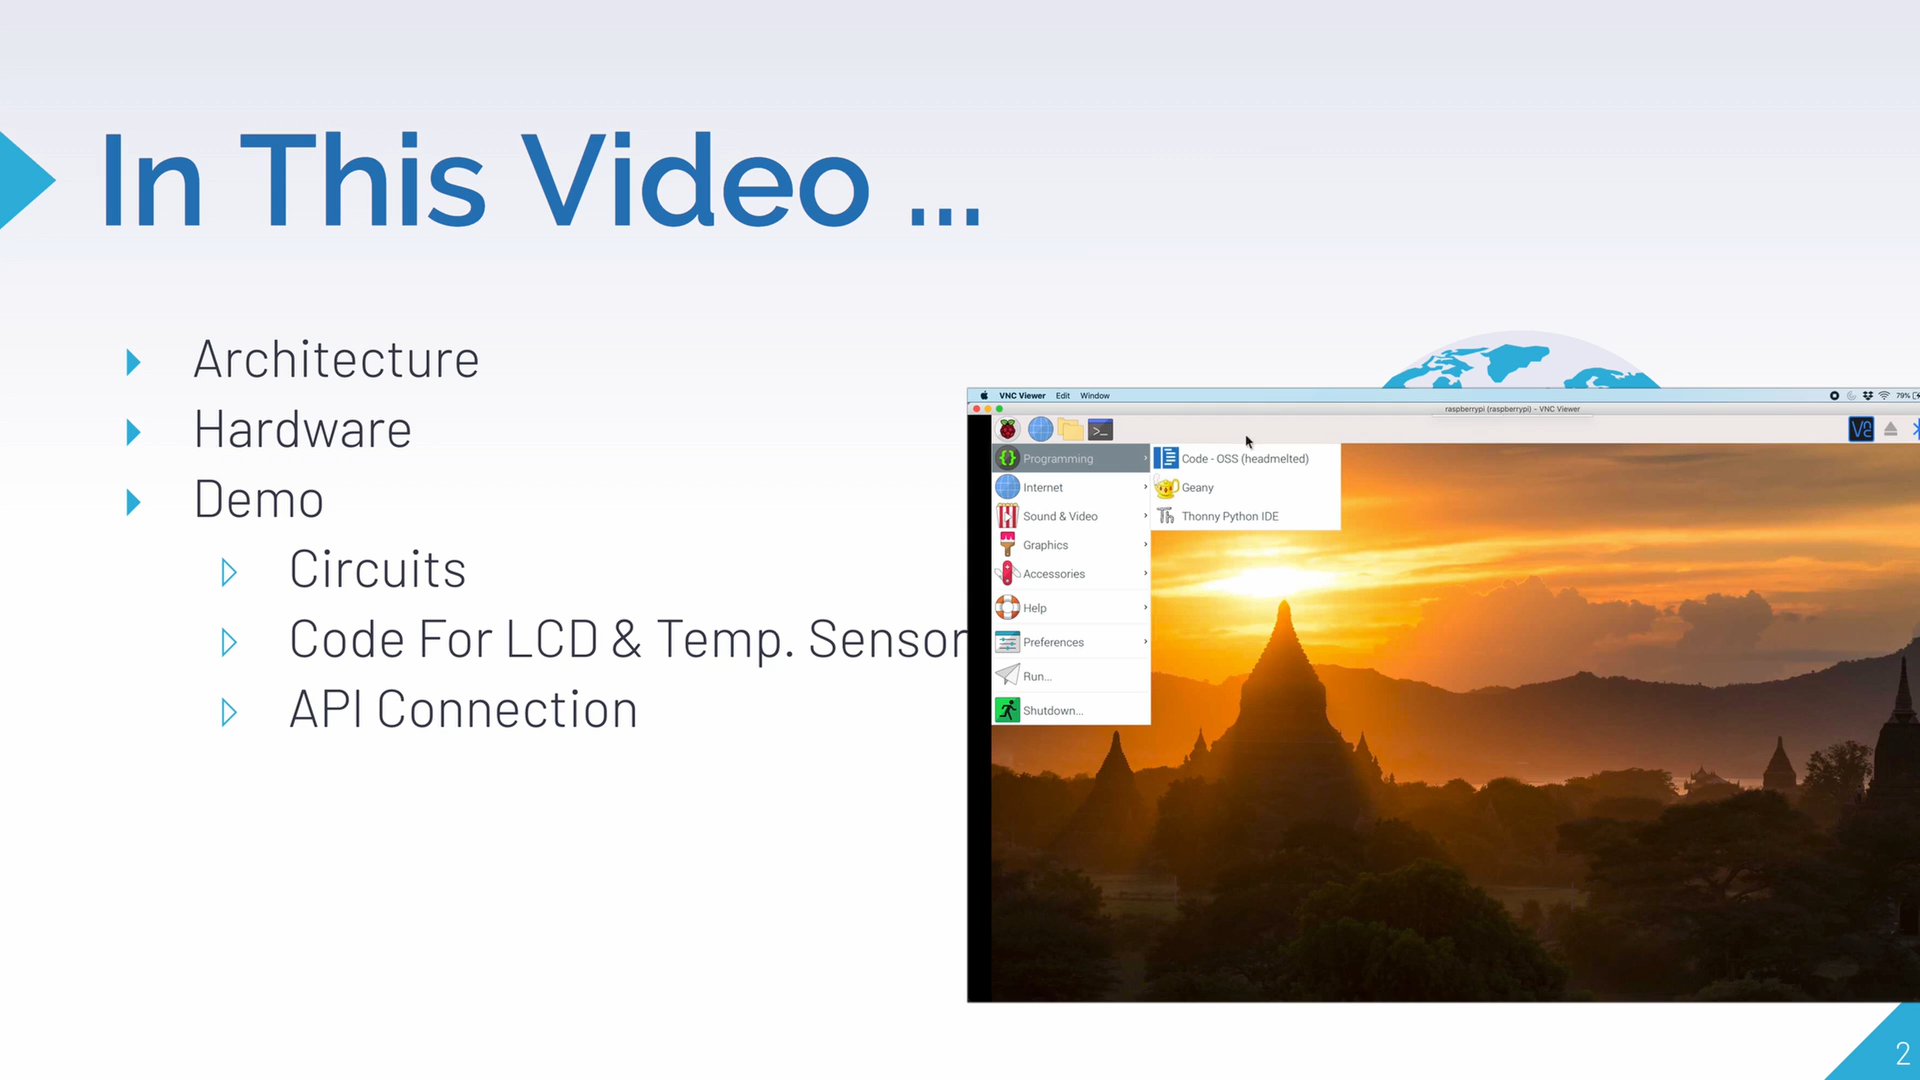 In This Video ...
Architecture
Hardware
Demo
Circuits
Code For LCD & Temp. Sensor
API Connection
VNC Viewer Edit Window
79%
raspberrypi (raspberrypi) - VNC Viewer
Programming
Internet
Sound & Video
Graphics
Accessories
Help
Preferences
Run...
Shutdown...
Code - OSS (headmelted)
Geany
Thonny Python IDE
2